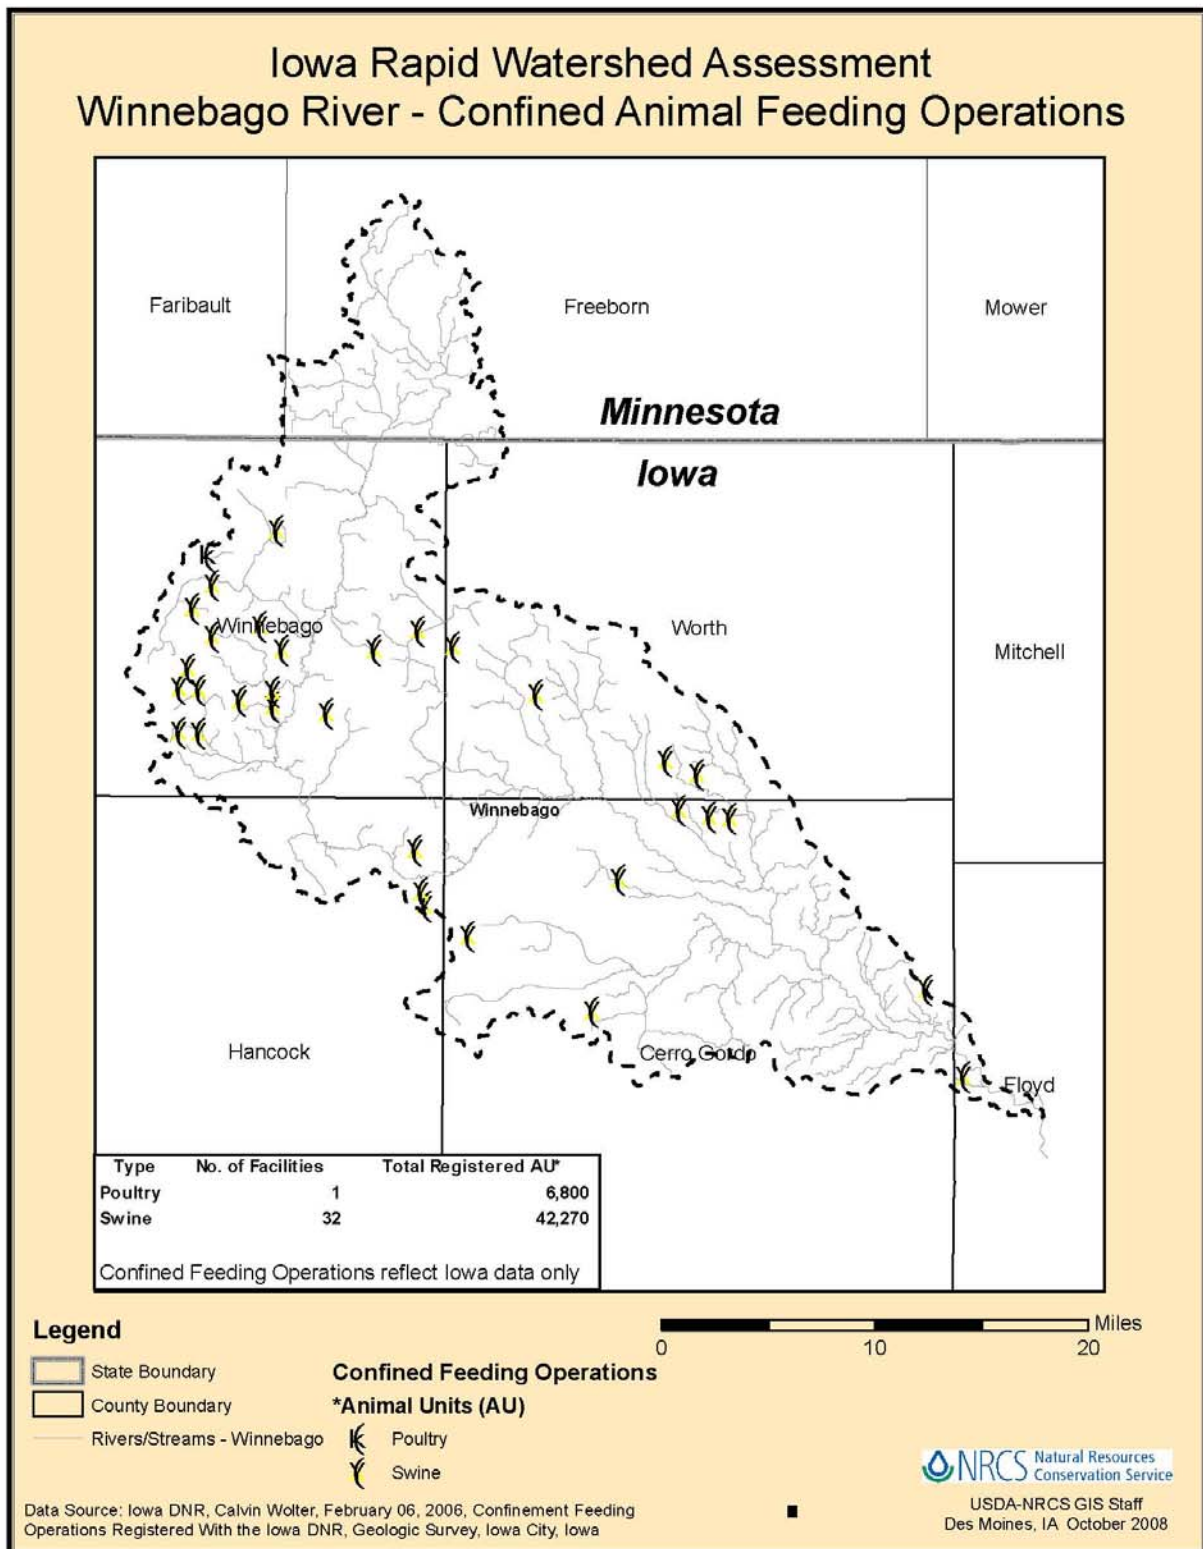 Iowa Rapid Watershed Assessment
Winnebago River - Confined Animal Feeding Operations
Faribault
Freeborn
Mower
Minnesota
Iowa
Winnebago
Worth
Mitchell
Winnebago
Hancock
Cerro Gordo
Floyd
Type No. of Facilities Total Registered AU*
Poultry 1 6,800
Swine 32 42,270
Confined Feeding Operations reflect Iowa data only
Legend
State Boundary
County Boundary
Rivers/Streams - Winnebago
Confined Feeding Operations
*Animal Units (AU)
Poultry
Swine
Miles
0 10 20
NRCS Natural Resources
Conservation Service
Data Source: Iowa DNR, Calvin Wolter, February 06, 2006, Confinement Feeding
Operations Registered With the Iowa DNR, Geologic Survey, Iowa City, Iowa
USDA-NRCS GIS Staff
Des Moines, IA October 2008